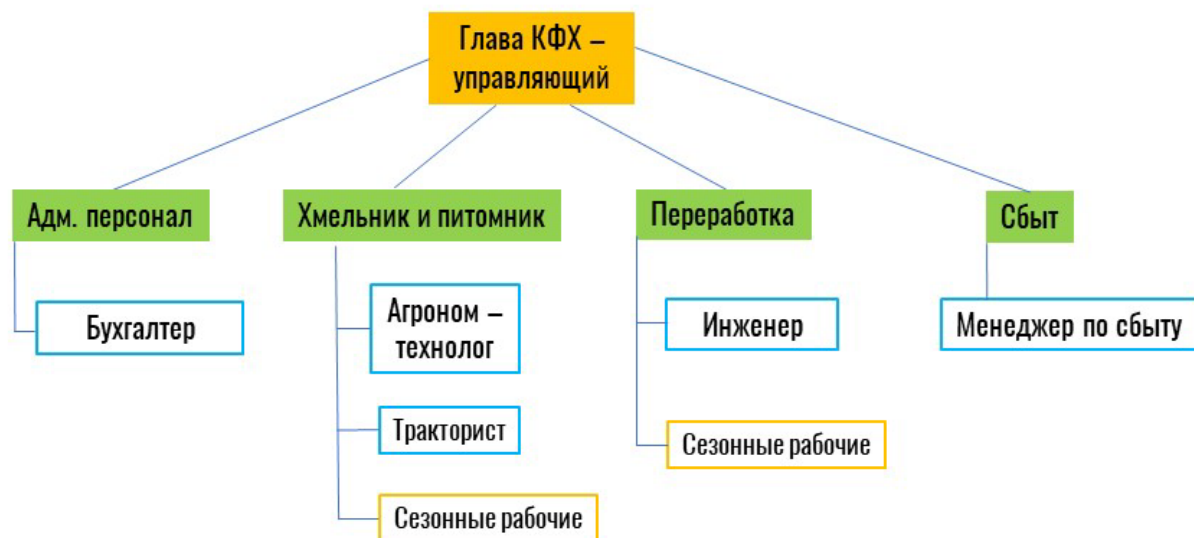 Глава КФХ –
управляющий
Адм. персонал
Хмельник и питомник
Переработка
Сбыт
Бухгалтер
Агроном –
технолог
Инженер
Менеджер по сбыту
Тракторист
Сезонные рабочие
Сезонные рабочие